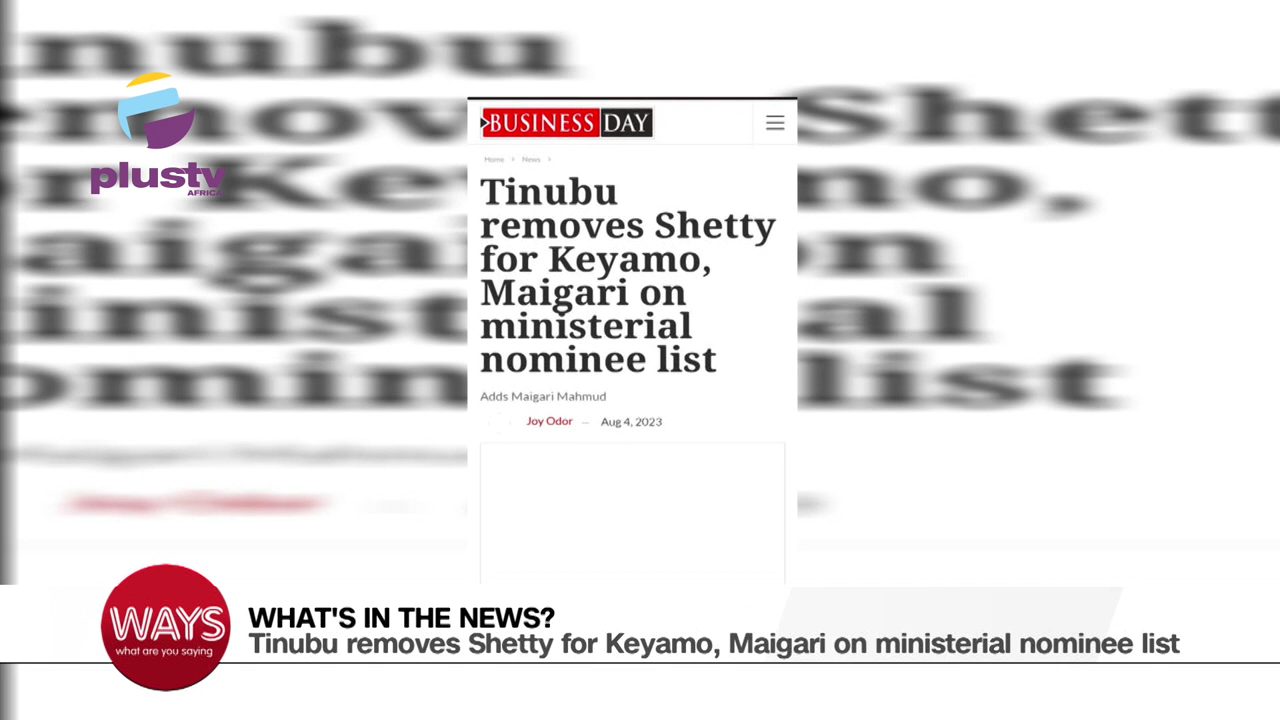 plustv
AFRICA
BUSINESS DAY
Home > News >
Tinubu
removes Shetty
for Keyamo,
Maigari on
ministerial
nominee list
Adds Maigari Mahmud
Joy Odor — Aug 4, 2023
WAYS
what are you saying
WHAT'S IN THE NEWS?
Tinubu removes Shetty for Keyamo, Maigari on ministerial nominee list